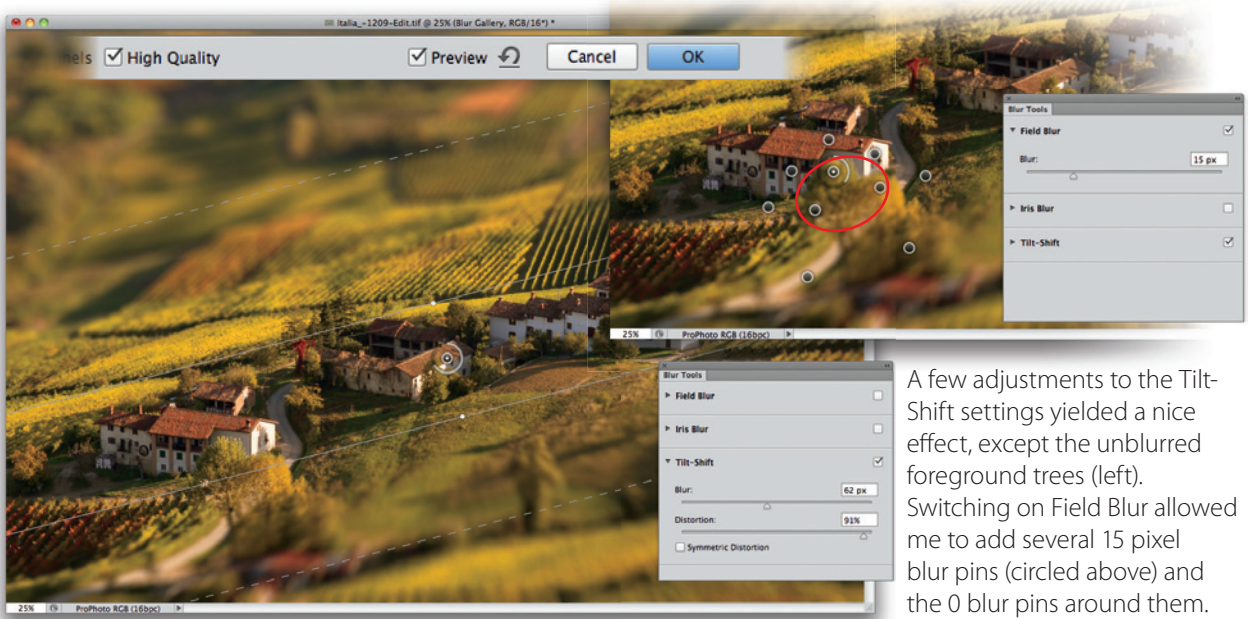 Italia_-1209-Edit.tif @ 25% (Blur Gallery, RGB/16*) *
nels High Quality Preview Cancel OK
Blur Tools
Field Blur
Blur: 15 px
Iris Blur
Tilt-Shift
25% ProPhoto RGB (16bpc)
Blur Tools
Field Blur
Iris Blur
Tilt-Shift
Blur: 62 px
Distortion: 91%
Symmetric Distortion
25% ProPhoto RGB (16bpc)
A few adjustments to the Tilt-
Shift settings yielded a nice
effect, except the unblurred
foreground trees (left).
Switching on Field Blur allowed
me to add several 15 pixel
blur pins (circled above) and
the 0 blur pins around them.